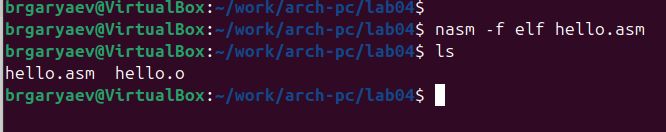 brgaryaev@VirtualBox:~/work/arch-pc/lab04$
brgaryaev@VirtualBox:~/work/arch-pc/lab04$ nasm -f elf hello.asm
brgaryaev@VirtualBox:~/work/arch-pc/lab04$ ls
hello.asm  hello.o
brgaryaev@VirtualBox:~/work/arch-pc/lab04$